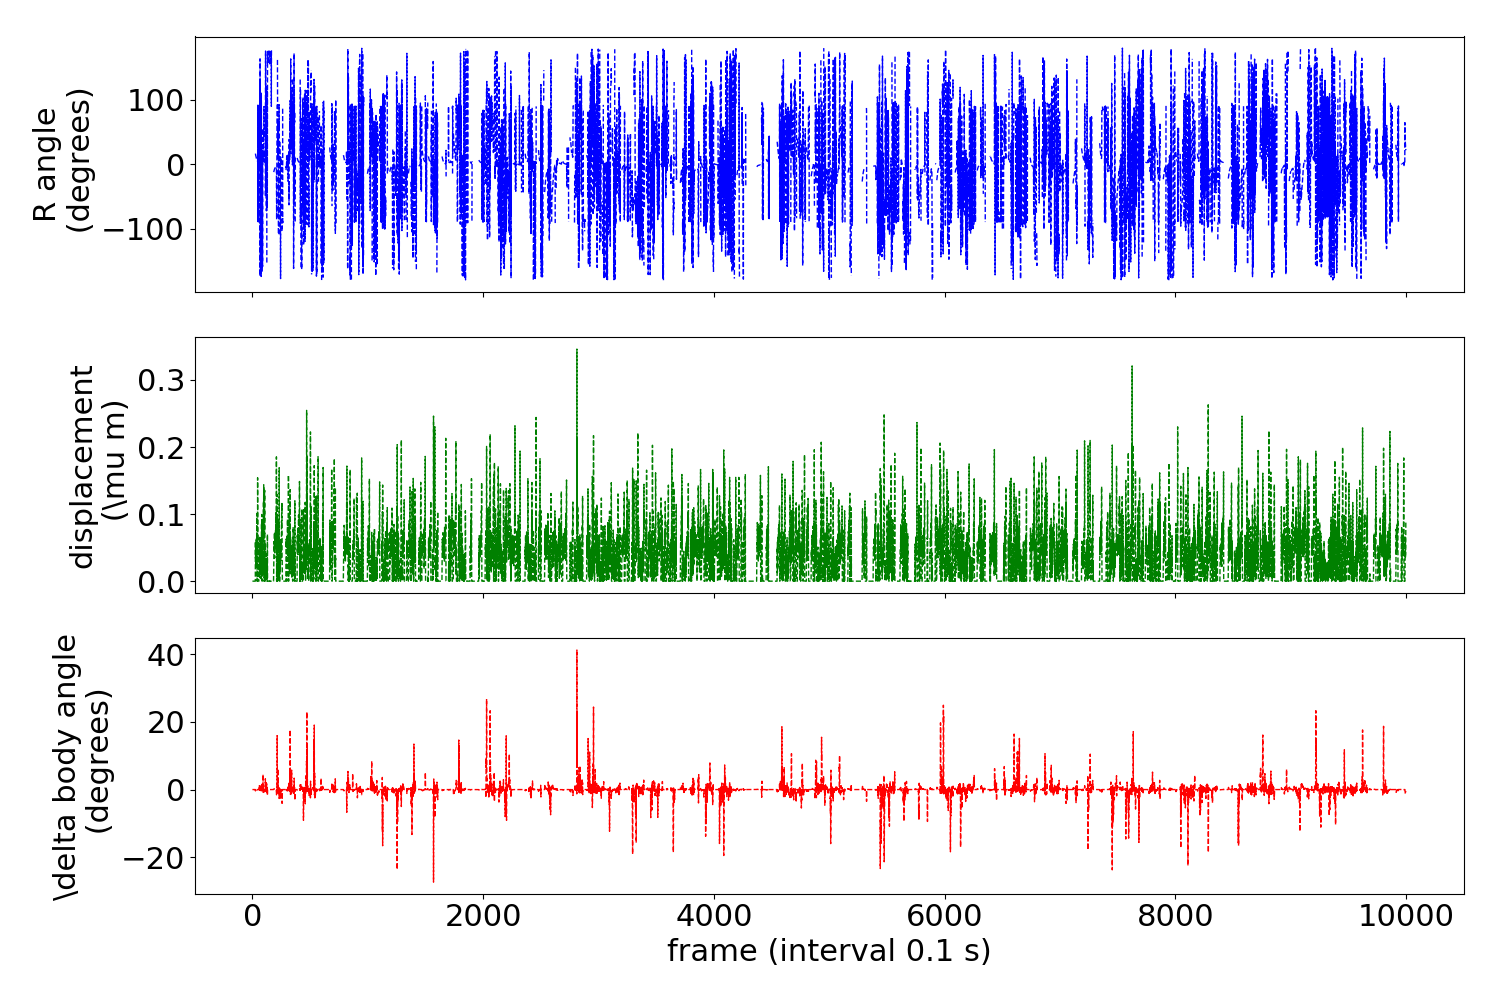 R angle
(degrees)
100
0
−100
displacement
(\mu m)
0.3
0.2
0.1
0.0
\delta body angle
(degrees)
40
20
0
−20
0 2000 4000 6000 8000 10000
frame (interval 0.1 s)